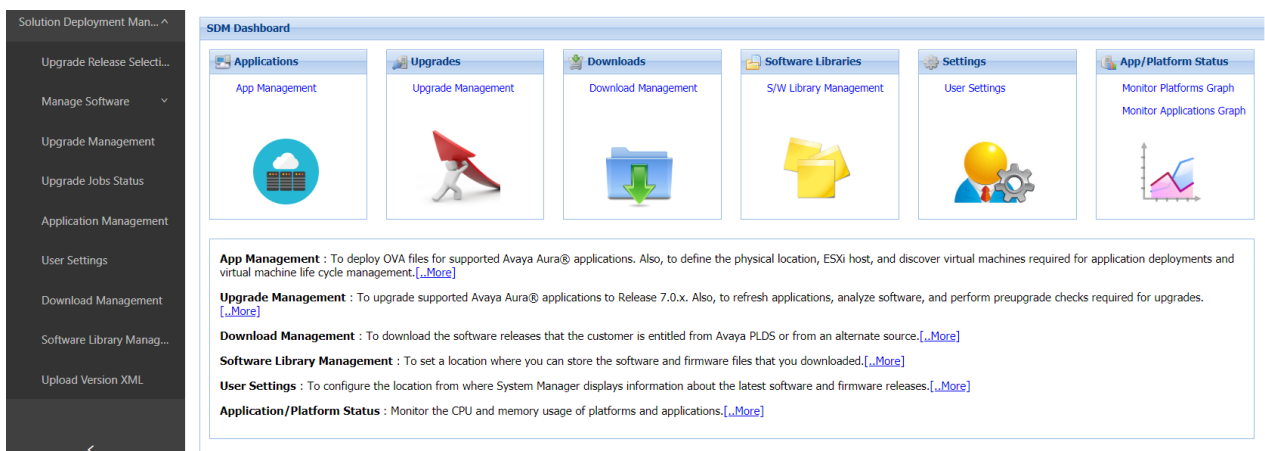 Solution Deployment Man...
Upgrade Release Selecti...
Manage Software
Upgrade Management
Upgrade Jobs Status
Application Management
User Settings
Download Management
Software Library Manag...
Upload Version XML
SDM Dashboard
Applications
App Management
Upgrades
Upgrade Management
Downloads
Download Management
Software Libraries
S/W Library Management
Settings
User Settings
App/Platform Status
Monitor Platforms Graph
Monitor Applications Graph
App Management : To deploy OVA files for supported Avaya Aura® applications. Also, to define the physical location, ESXi host, and discover virtual machines required for application deployments and
virtual machine life cycle management.[..More]
Upgrade Management : To upgrade supported Avaya Aura® applications to Release 7.0.x. Also, to refresh applications, analyze software, and perform preupgrade checks required for upgrades.
[..More]
Download Management : To download the software releases that the customer is entitled from Avaya PLDS or from an alternate source.[..More]
Software Library Management : To set a location where you can store the software and firmware files that you downloaded.[..More]
User Settings : To configure the location from where System Manager displays information about the latest software and firmware releases.[..More]
Application/Platform Status : Monitor the CPU and memory usage of platforms and applications.[..More]